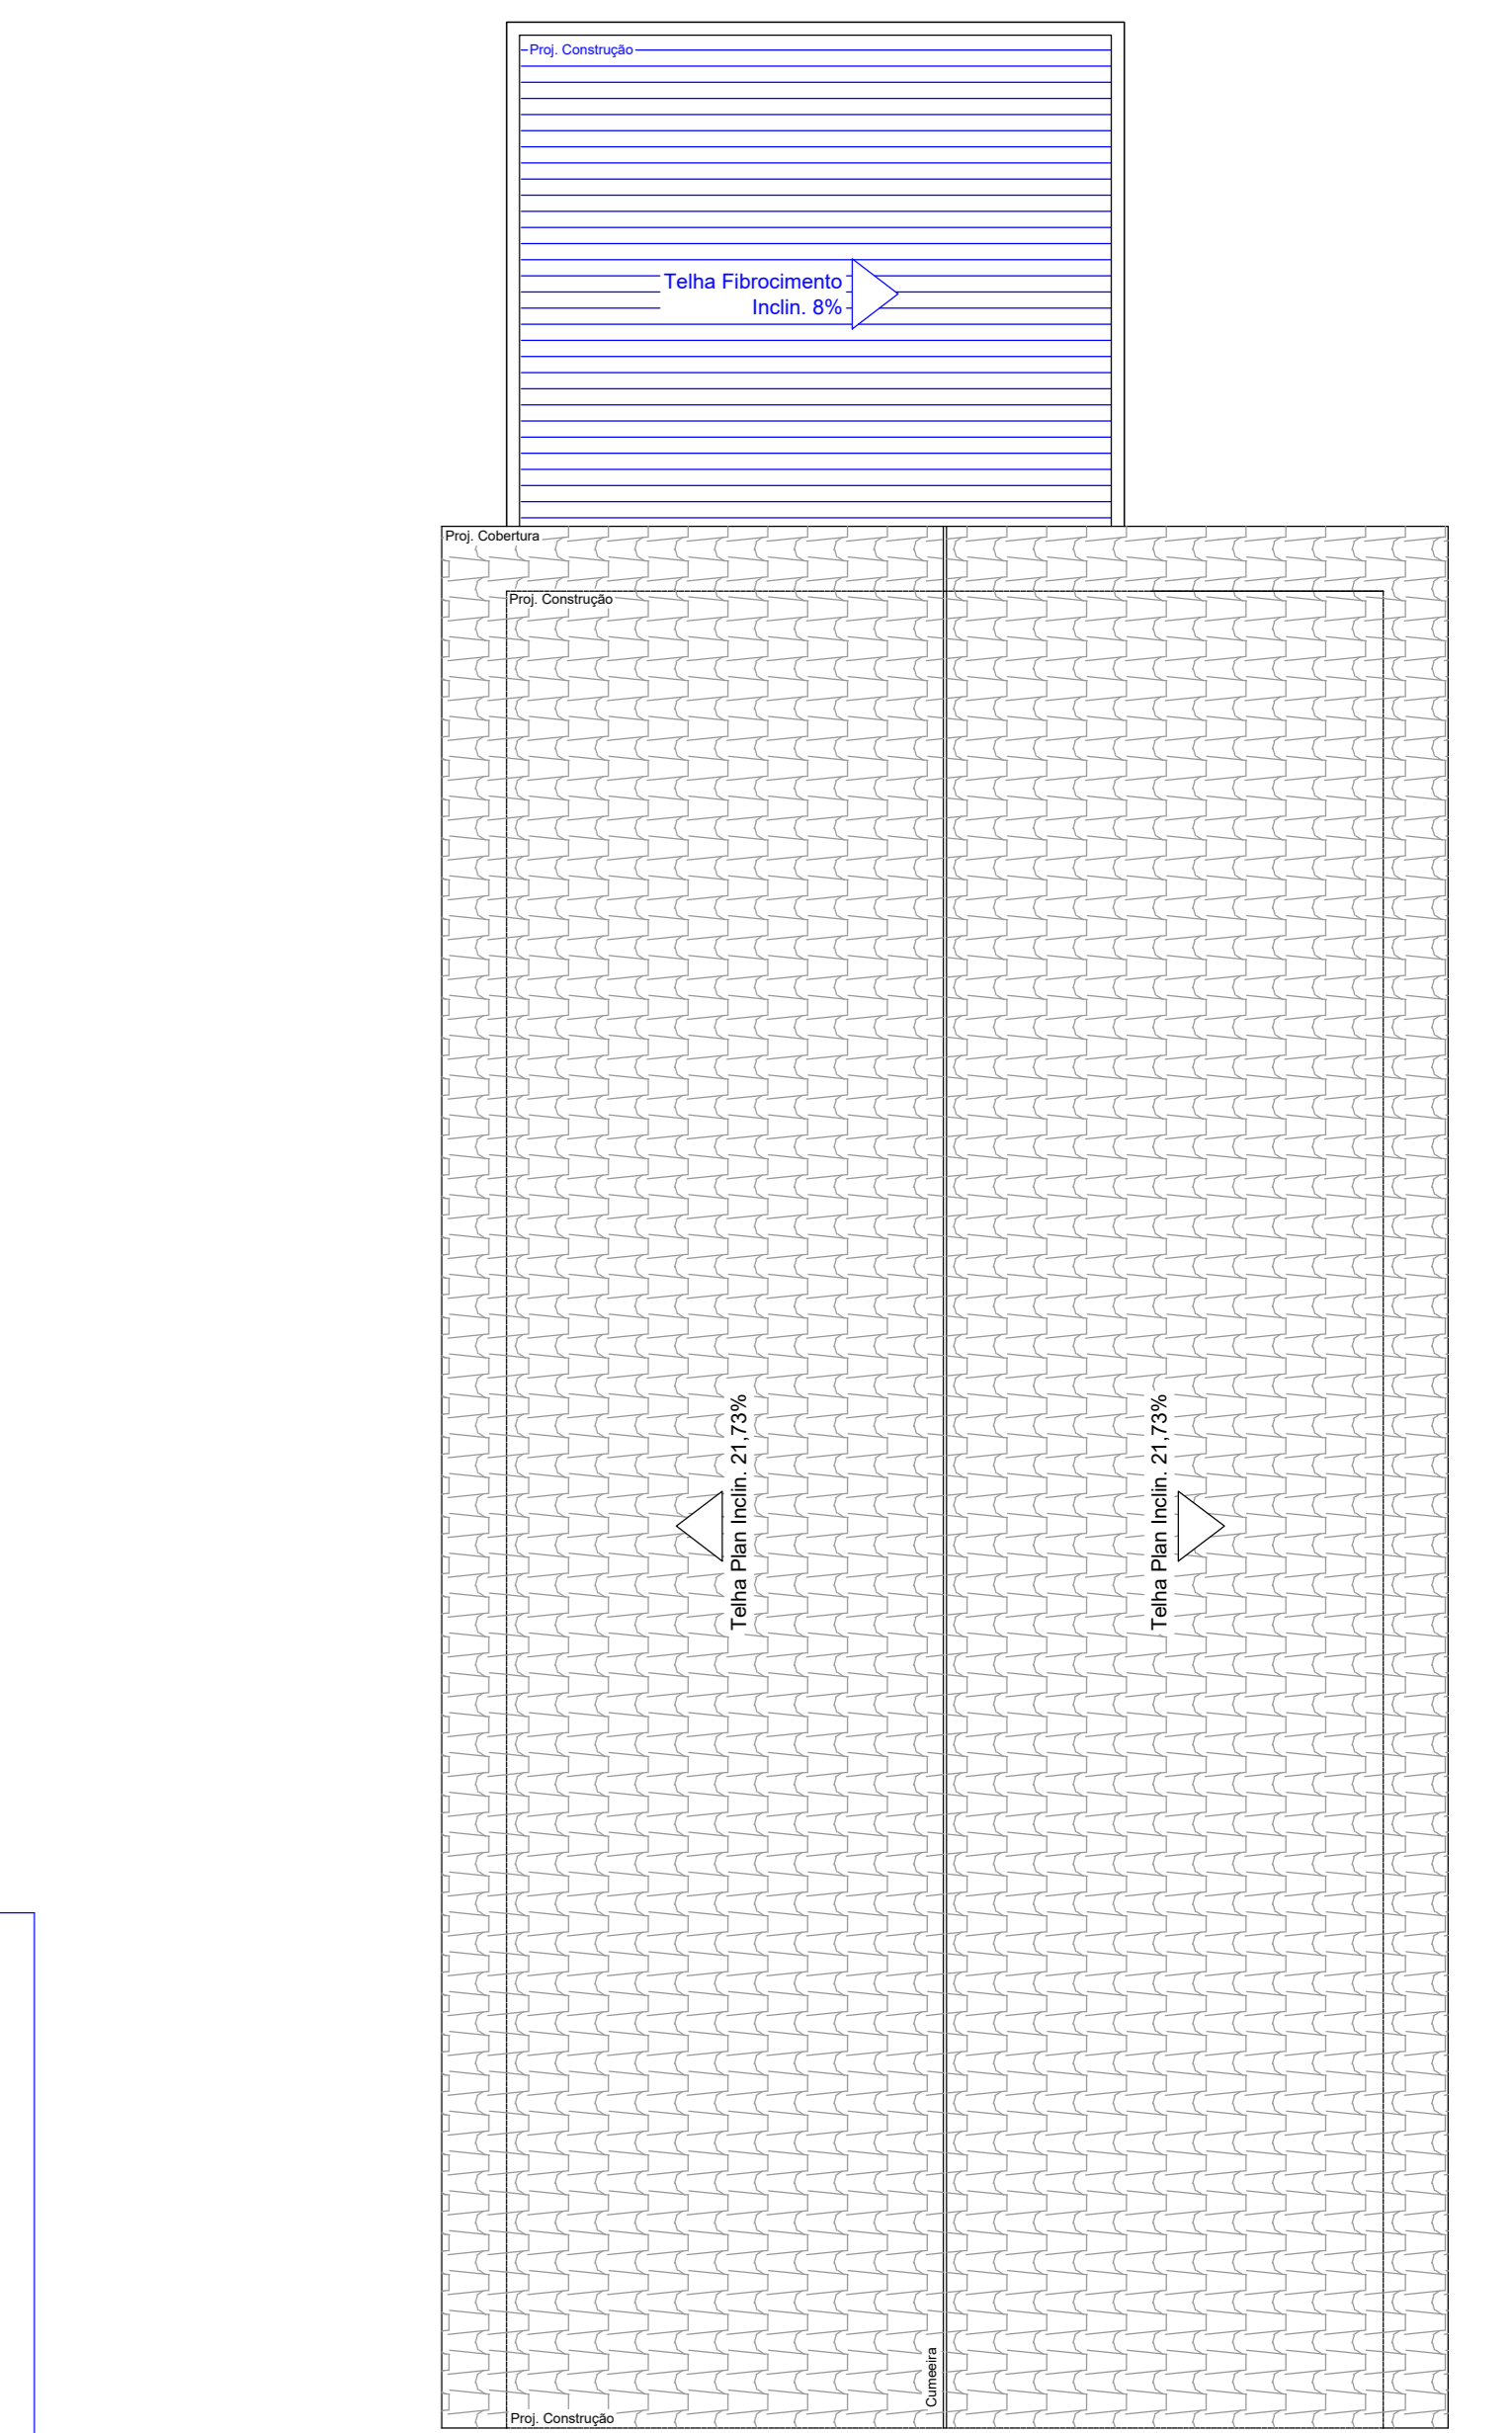 Proj. Construção
Telha Fibrocimento
Inclin. 8%
Proj. Cobertura
Proj. Construção
Telha Plan Inclin. 21,73%
Telha Plan Inclin. 21,73%
Cumeeira
Proj. Construção